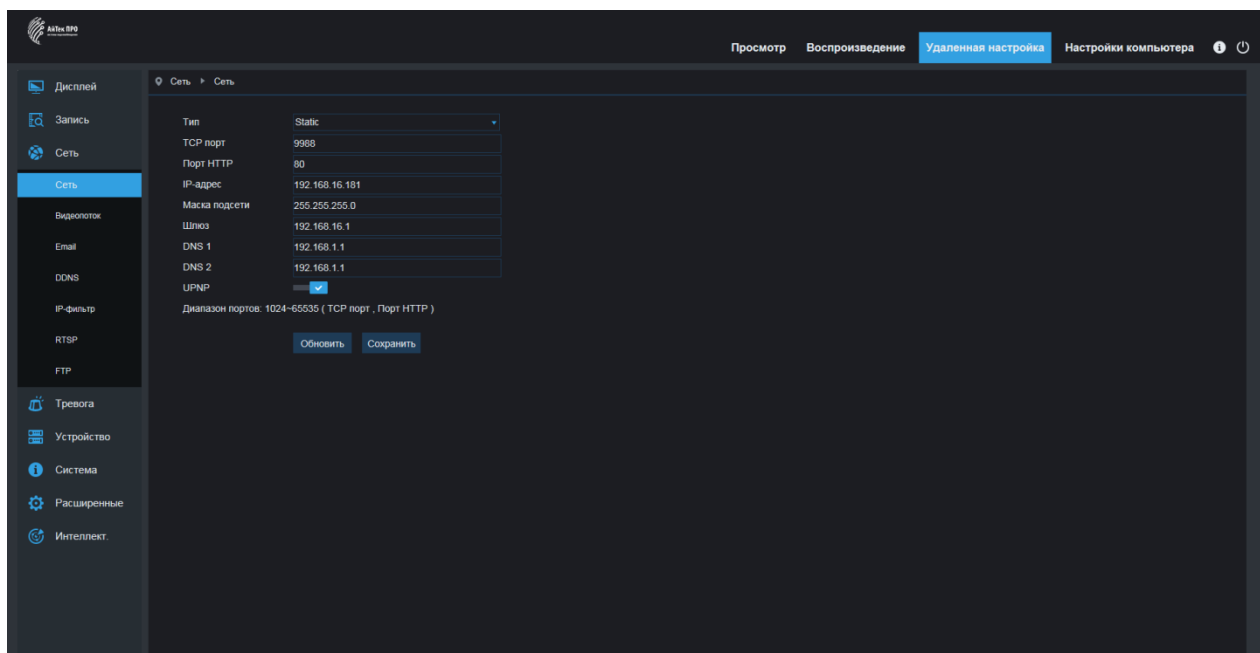 АйТек ПРО
Просмотр Воспроизведение Удаленная настройка Настройки компьютера
Дисплей
Запись
Сеть
Сеть
Видеопоток
Email
DDNS
IP-фильтр
RTSP
FTP
Тревога
Устройство
Система
Расширенные
Интеллект.
Сеть Сеть
Тип Static
TCP порт 9988
Порт HTTP 80
IP-адрес 192.168.16.181
Маска подсети 255.255.255.0
Шлюз 192.168.16.1
DNS 1 192.168.1.1
DNS 2 192.168.1.1
UPNP
Диапазон портов: 1024~65535 ( TCP порт , Порт HTTP )
Обновить Сохранить